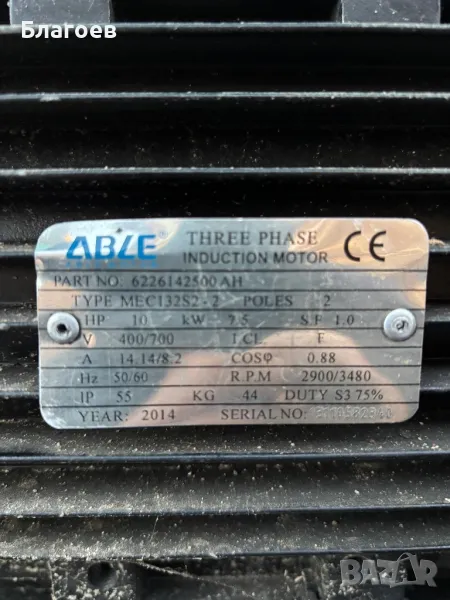 Благоев
ABLE® THREE PHASE CE
INDUCTION MOTOR
PART NO. 6226142500 AH
TYPE MEC132S2-2 POLES 2
HP 10 kW 7.5 S.F 1.0
V 400/700 I.CL F
A 14.14/8.2 COSφ 0.88
Hz 50/60 R.P.M 2900/3480
IP 55 KG 44 DUTY S3 75%
YEAR: 2014 SERIAL NO:
BAZAR